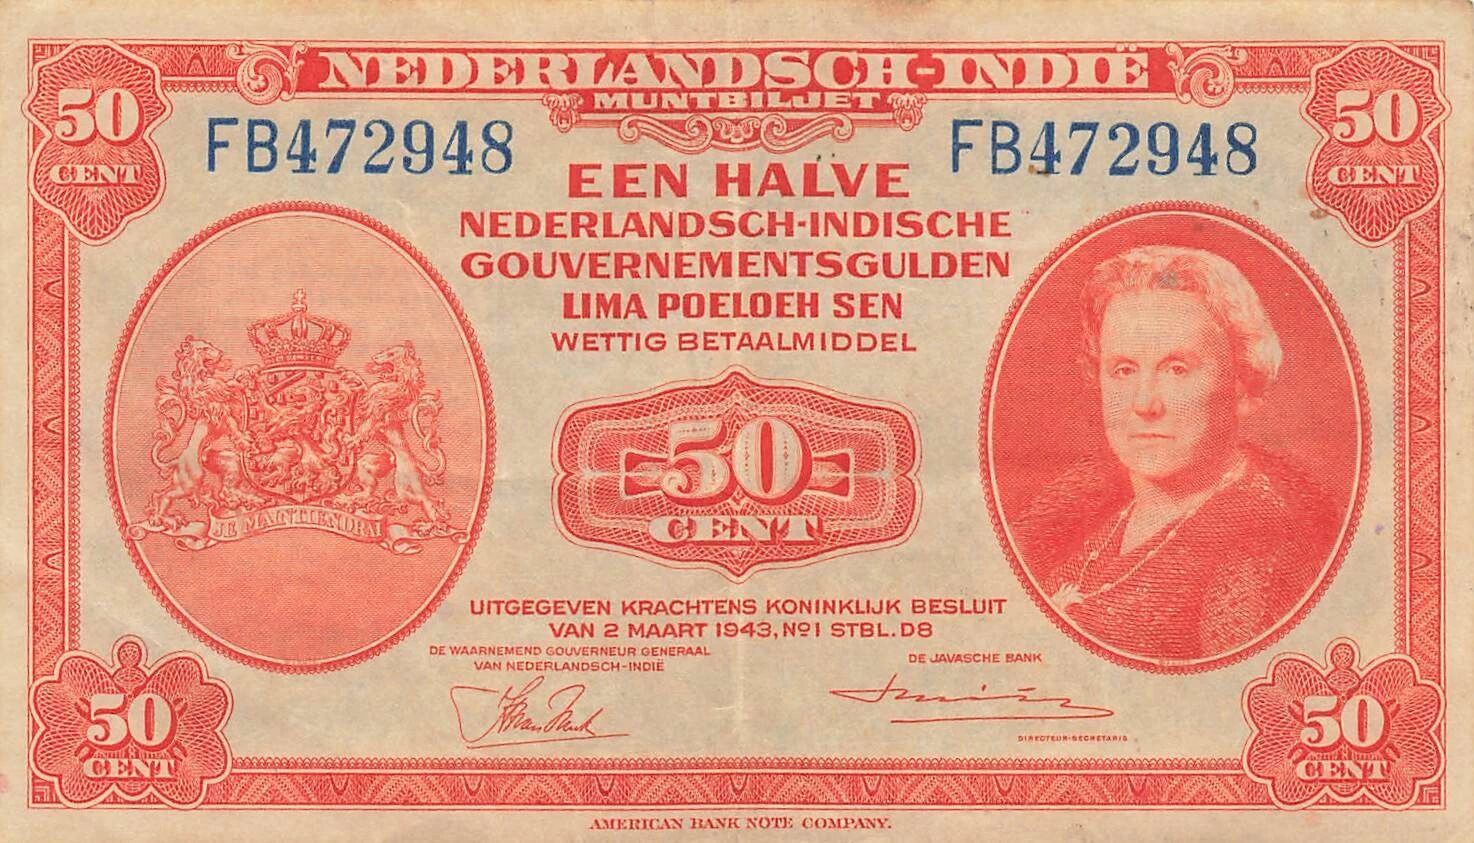 NEDERLANDSCH-INDIË
MUNTBILJET
50
CENT
50
CENT
FB472948
FB472948
EEN HALVE
NEDERLANDSCH-INDISCHE
GOUVERNEMENTSGULDEN
LIMA POELOEH SEN
WETTIG BETAALMIDDEL
50
CENT
JE MAINTIENDRAI
UITGEGEVEN KRACHTENS KONINKLIJK BESLUIT
VAN 2 MAART 1943, Nº1 STBL. D8
DE WAARNEMEND GOUVERNEUR GENERAAL
VAN NEDERLANDSCH-INDIË
DE JAVASCHE BANK
DIRECTEUR-SECRETARIS
50
CENT
50
CENT
AMERICAN BANK NOTE COMPANY.